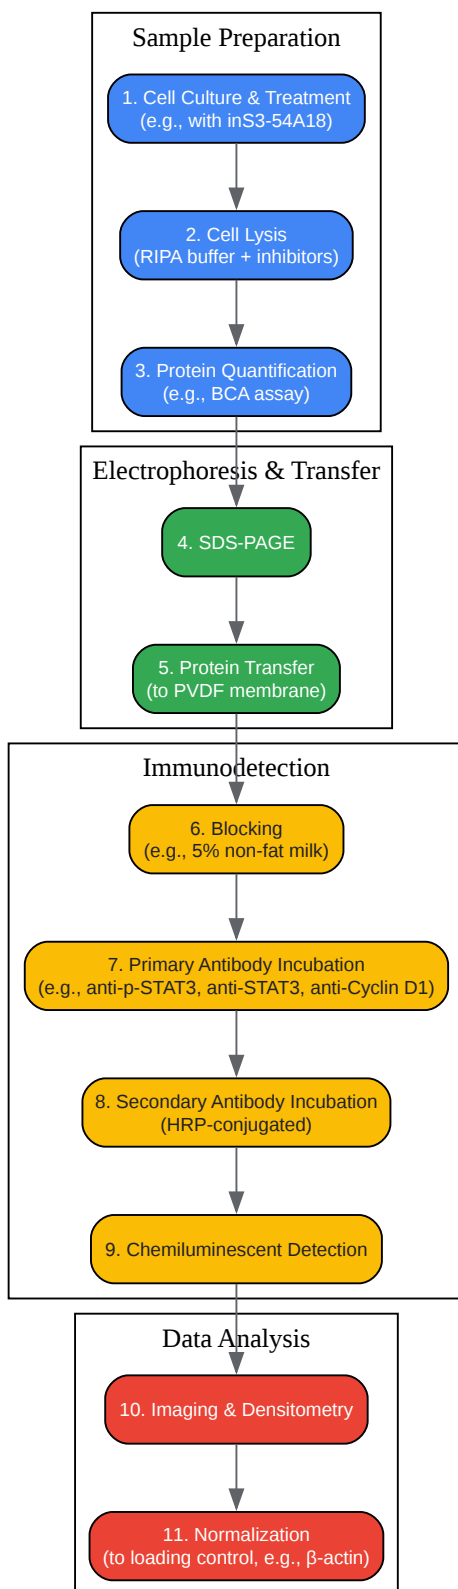 Sample Preparation
1. Cell Culture & Treatment
(e.g., with inS3-54A18)
2. Cell Lysis
(RIPA buffer + inhibitors)
3. Protein Quantification
(e.g., BCA assay)
Electrophoresis & Transfer
4. SDS-PAGE
5. Protein Transfer
(to PVDF membrane)
Immunodetection
6. Blocking
(e.g., 5% non-fat milk)
7. Primary Antibody Incubation
(e.g., anti-p-STAT3, anti-STAT3, anti-Cyclin D1)
8. Secondary Antibody Incubation
(HRP-conjugated)
9. Chemiluminescent Detection
Data Analysis
10. Imaging & Densitometry
11. Normalization
(to loading control, e.g., β-actin)